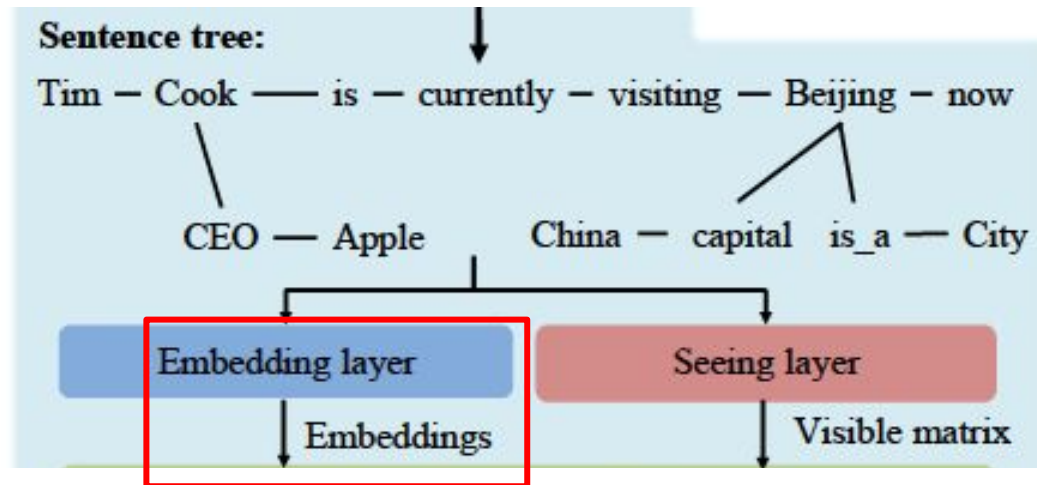 Sentence tree:
Tim — Cook — is — currently — visiting — Beijing — now
CEO — Apple China — capital is_a — City
Embedding layer Seeing layer
Embeddings Visible matrix